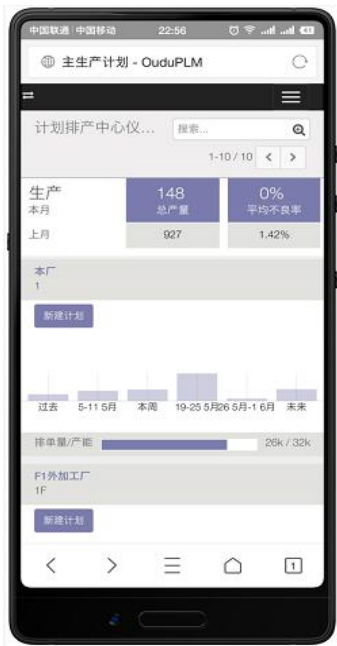 中国联通 中国移动 22:56 43
主生产计划 - OuduPLM
计划排产中心仪... 搜索...
1-10 / 10
生产 148 0%
本月 总产量 平均不良率
上月 927 1.42%
本厂
1
新建计划
过去 5-11 5月 本周 19-25 5月 26 5月-1 6月 未来
排单量/产能 26k / 32k
F1外加工厂
1F
新建计划
1